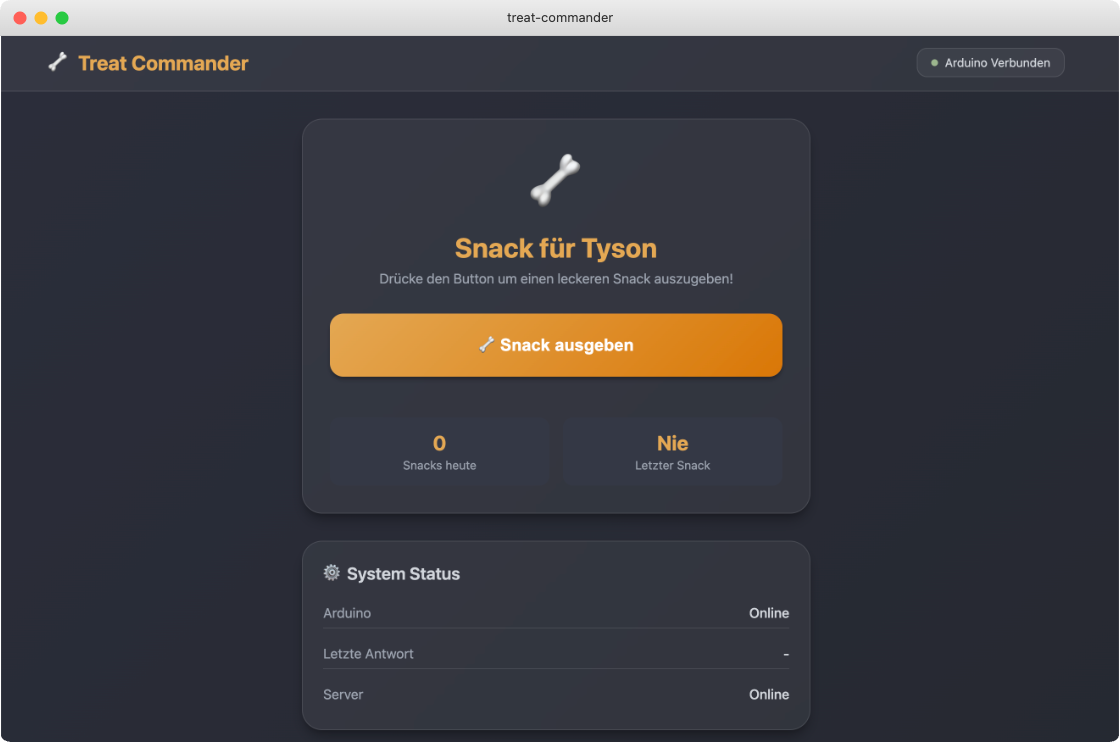 treat-commander
Treat Commander
Arduino Verbunden
Snack für Tyson
Drücke den Button um einen leckeren Snack auszugeben!
Snack ausgeben
0
Snacks heute
Nie
Letzter Snack
System Status
Arduino
Online
Letzte Antwort
-
Server
Online